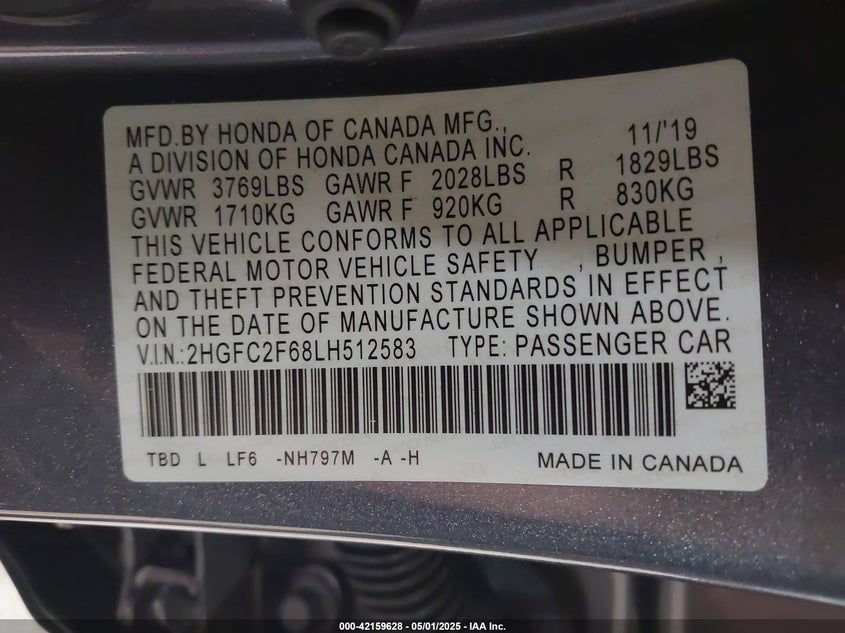 MFD.BY HONDA OF CANADA MFG., 11/'19
A DIVISION OF HONDA CANADA INC.
GVWR 3769LBS GAWR F 2028LBS R 1829LBS
GVWR 1710KG GAWR F 920KG R 830KG
THIS VEHICLE CONFORMS TO ALL APPLICABLE
FEDERAL MOTOR VEHICLE SAFETY , BUMPER ,
AND THEFT PREVENTION STANDARDS IN EFFECT
ON THE DATE OF MANUFACTURE SHOWN ABOVE.
V.I.N.:2HGFC2F68LH512583 TYPE: PASSENGER CAR
TBD L LF6 -NH797M -A -H MADE IN CANADA
000-42159628 - 05/01/2025 - IAA Inc.